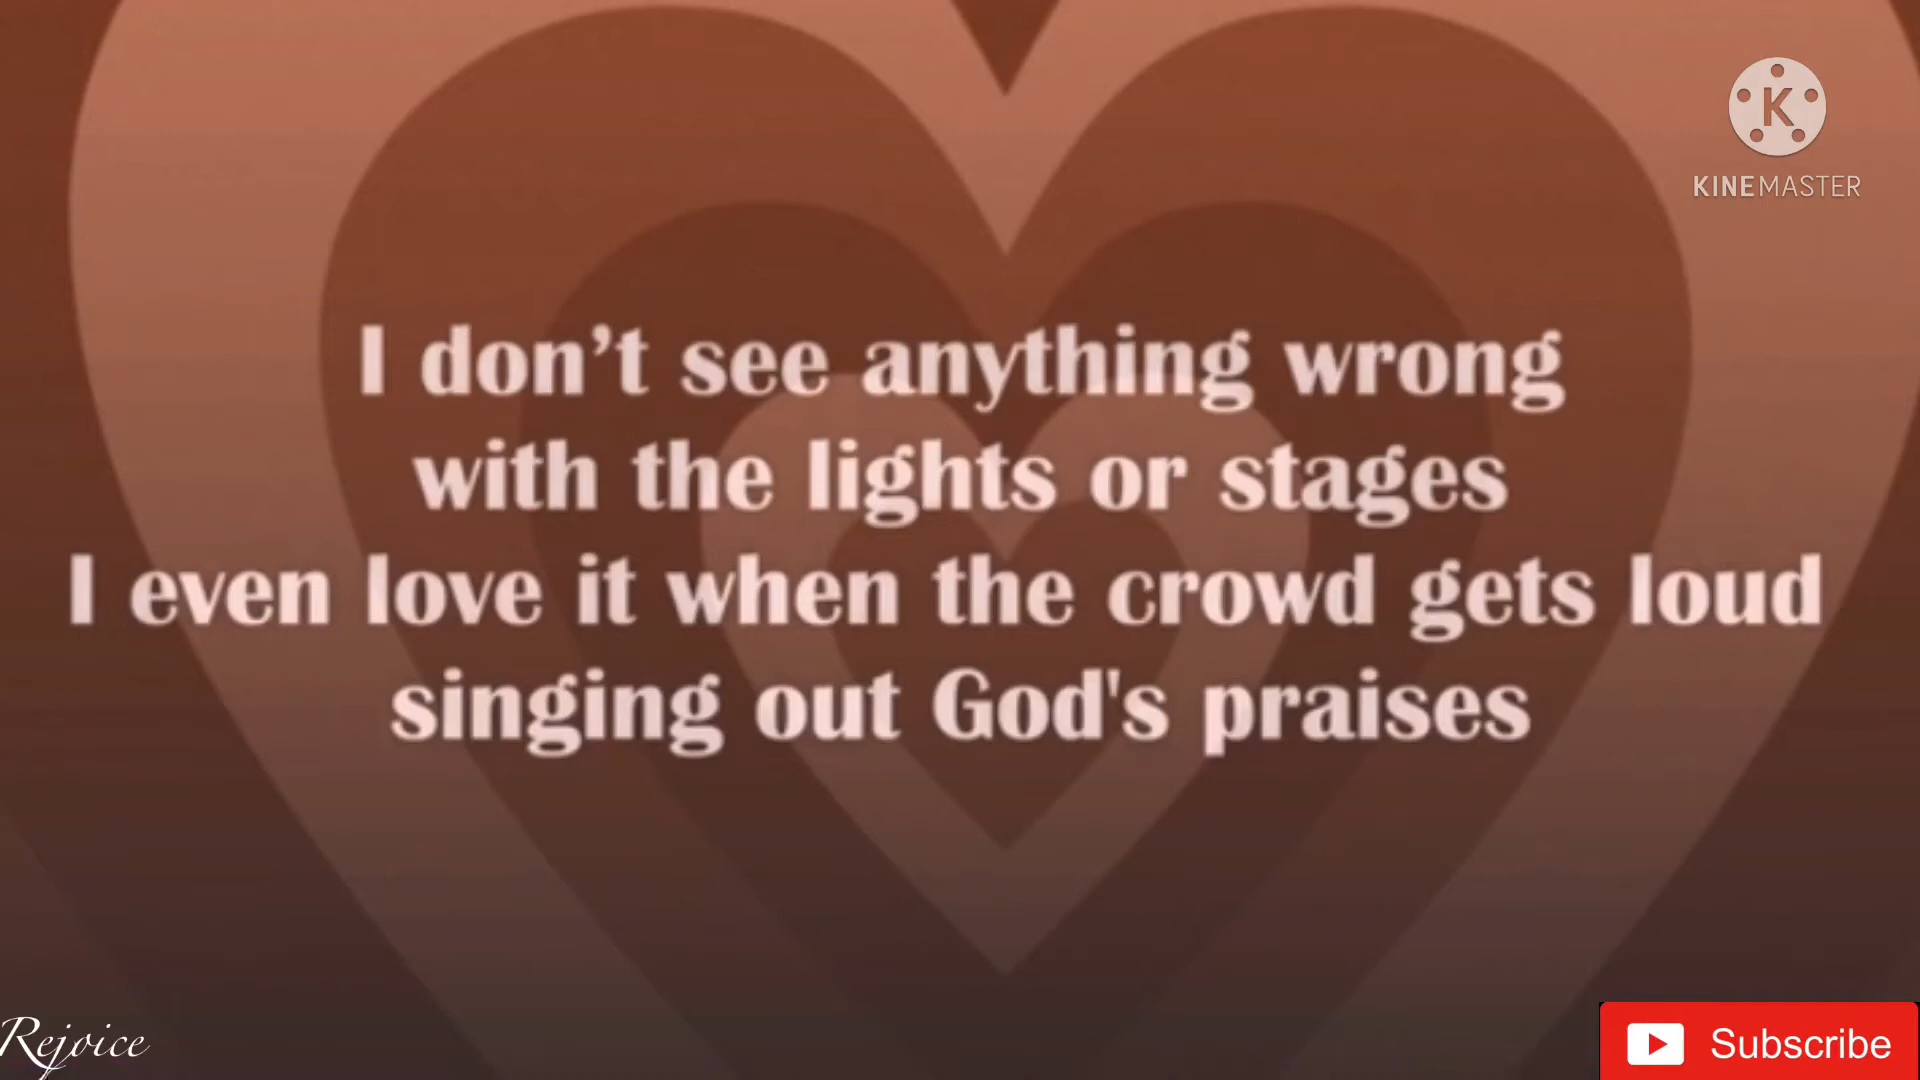 K
KINEMASTER
I don’t see anything wrong
with the lights or stages
I even love it when the crowd gets loud
singing out God's praises
Rejoice
Subscribe